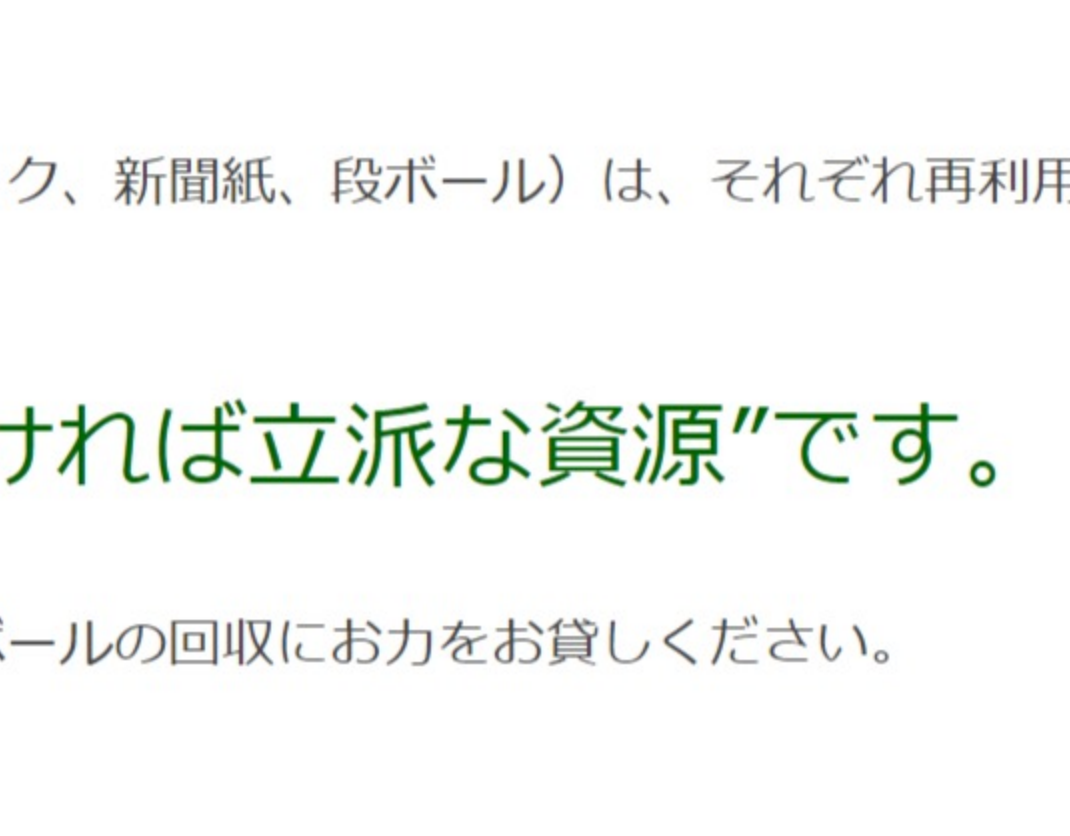 ク、新聞紙、段ボール）は、それぞれ再利用
ければ立派な資源”です。
ボールの回収にお力をお貸しください。